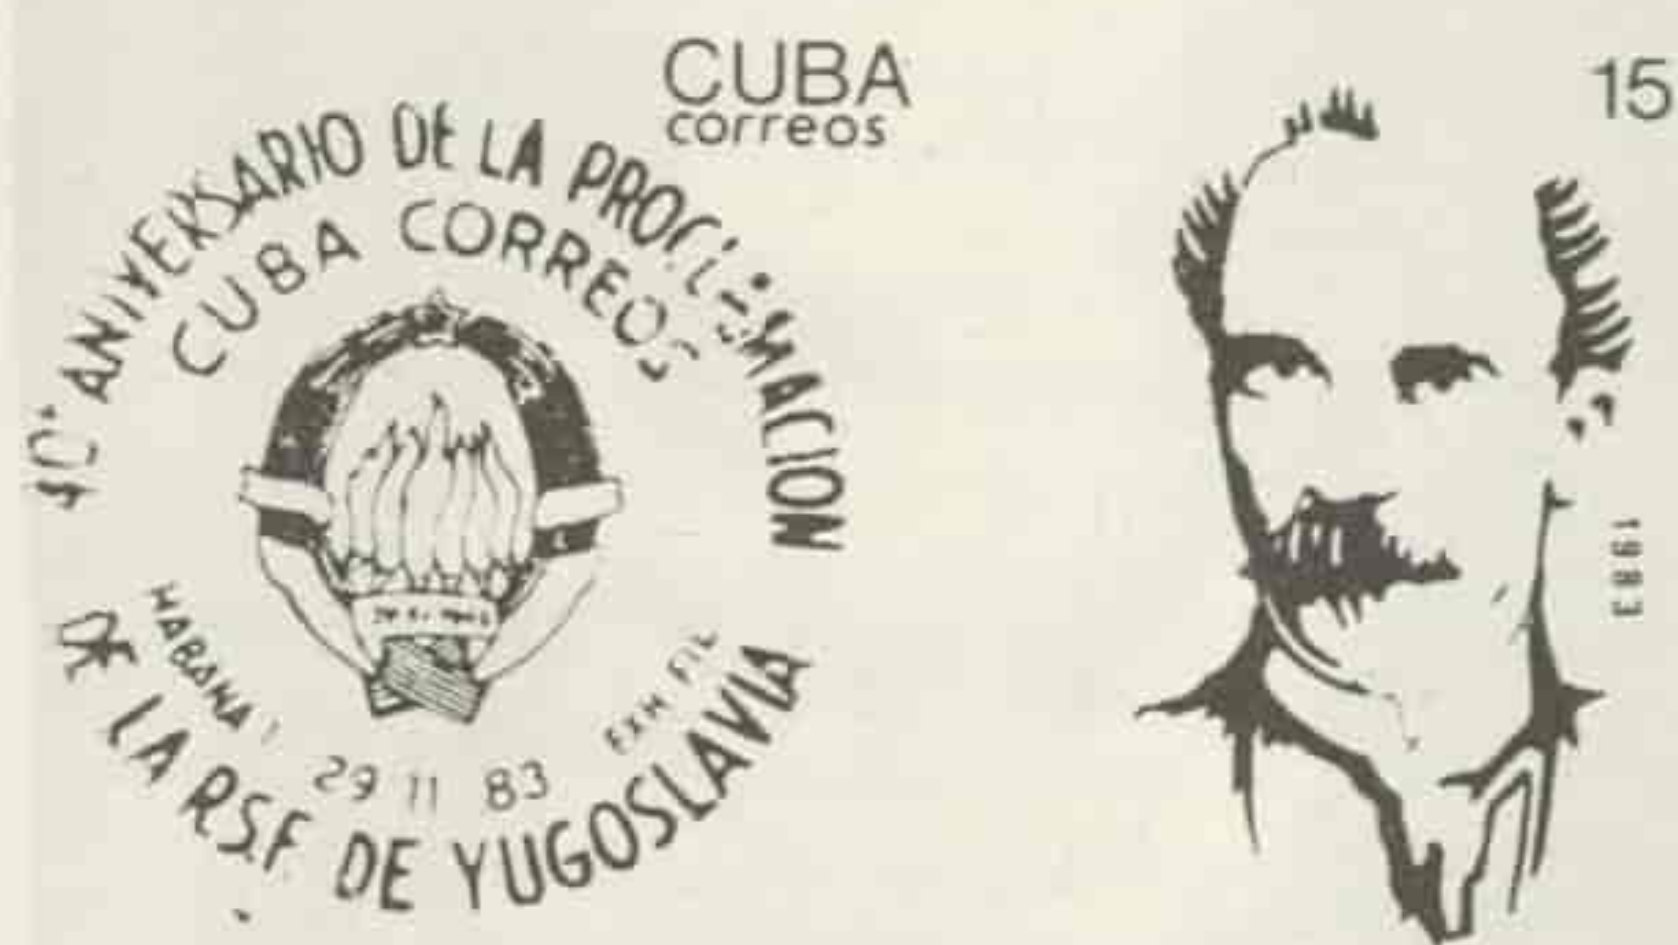 CUBA
correos
15
ANIVERSARIO DE LA PROCLAMACION
CUBA CORREOS
HABANA 1
29 11 83
EXH FIL
DE LA R.S.F. DE YUGOSLAVIA
1983